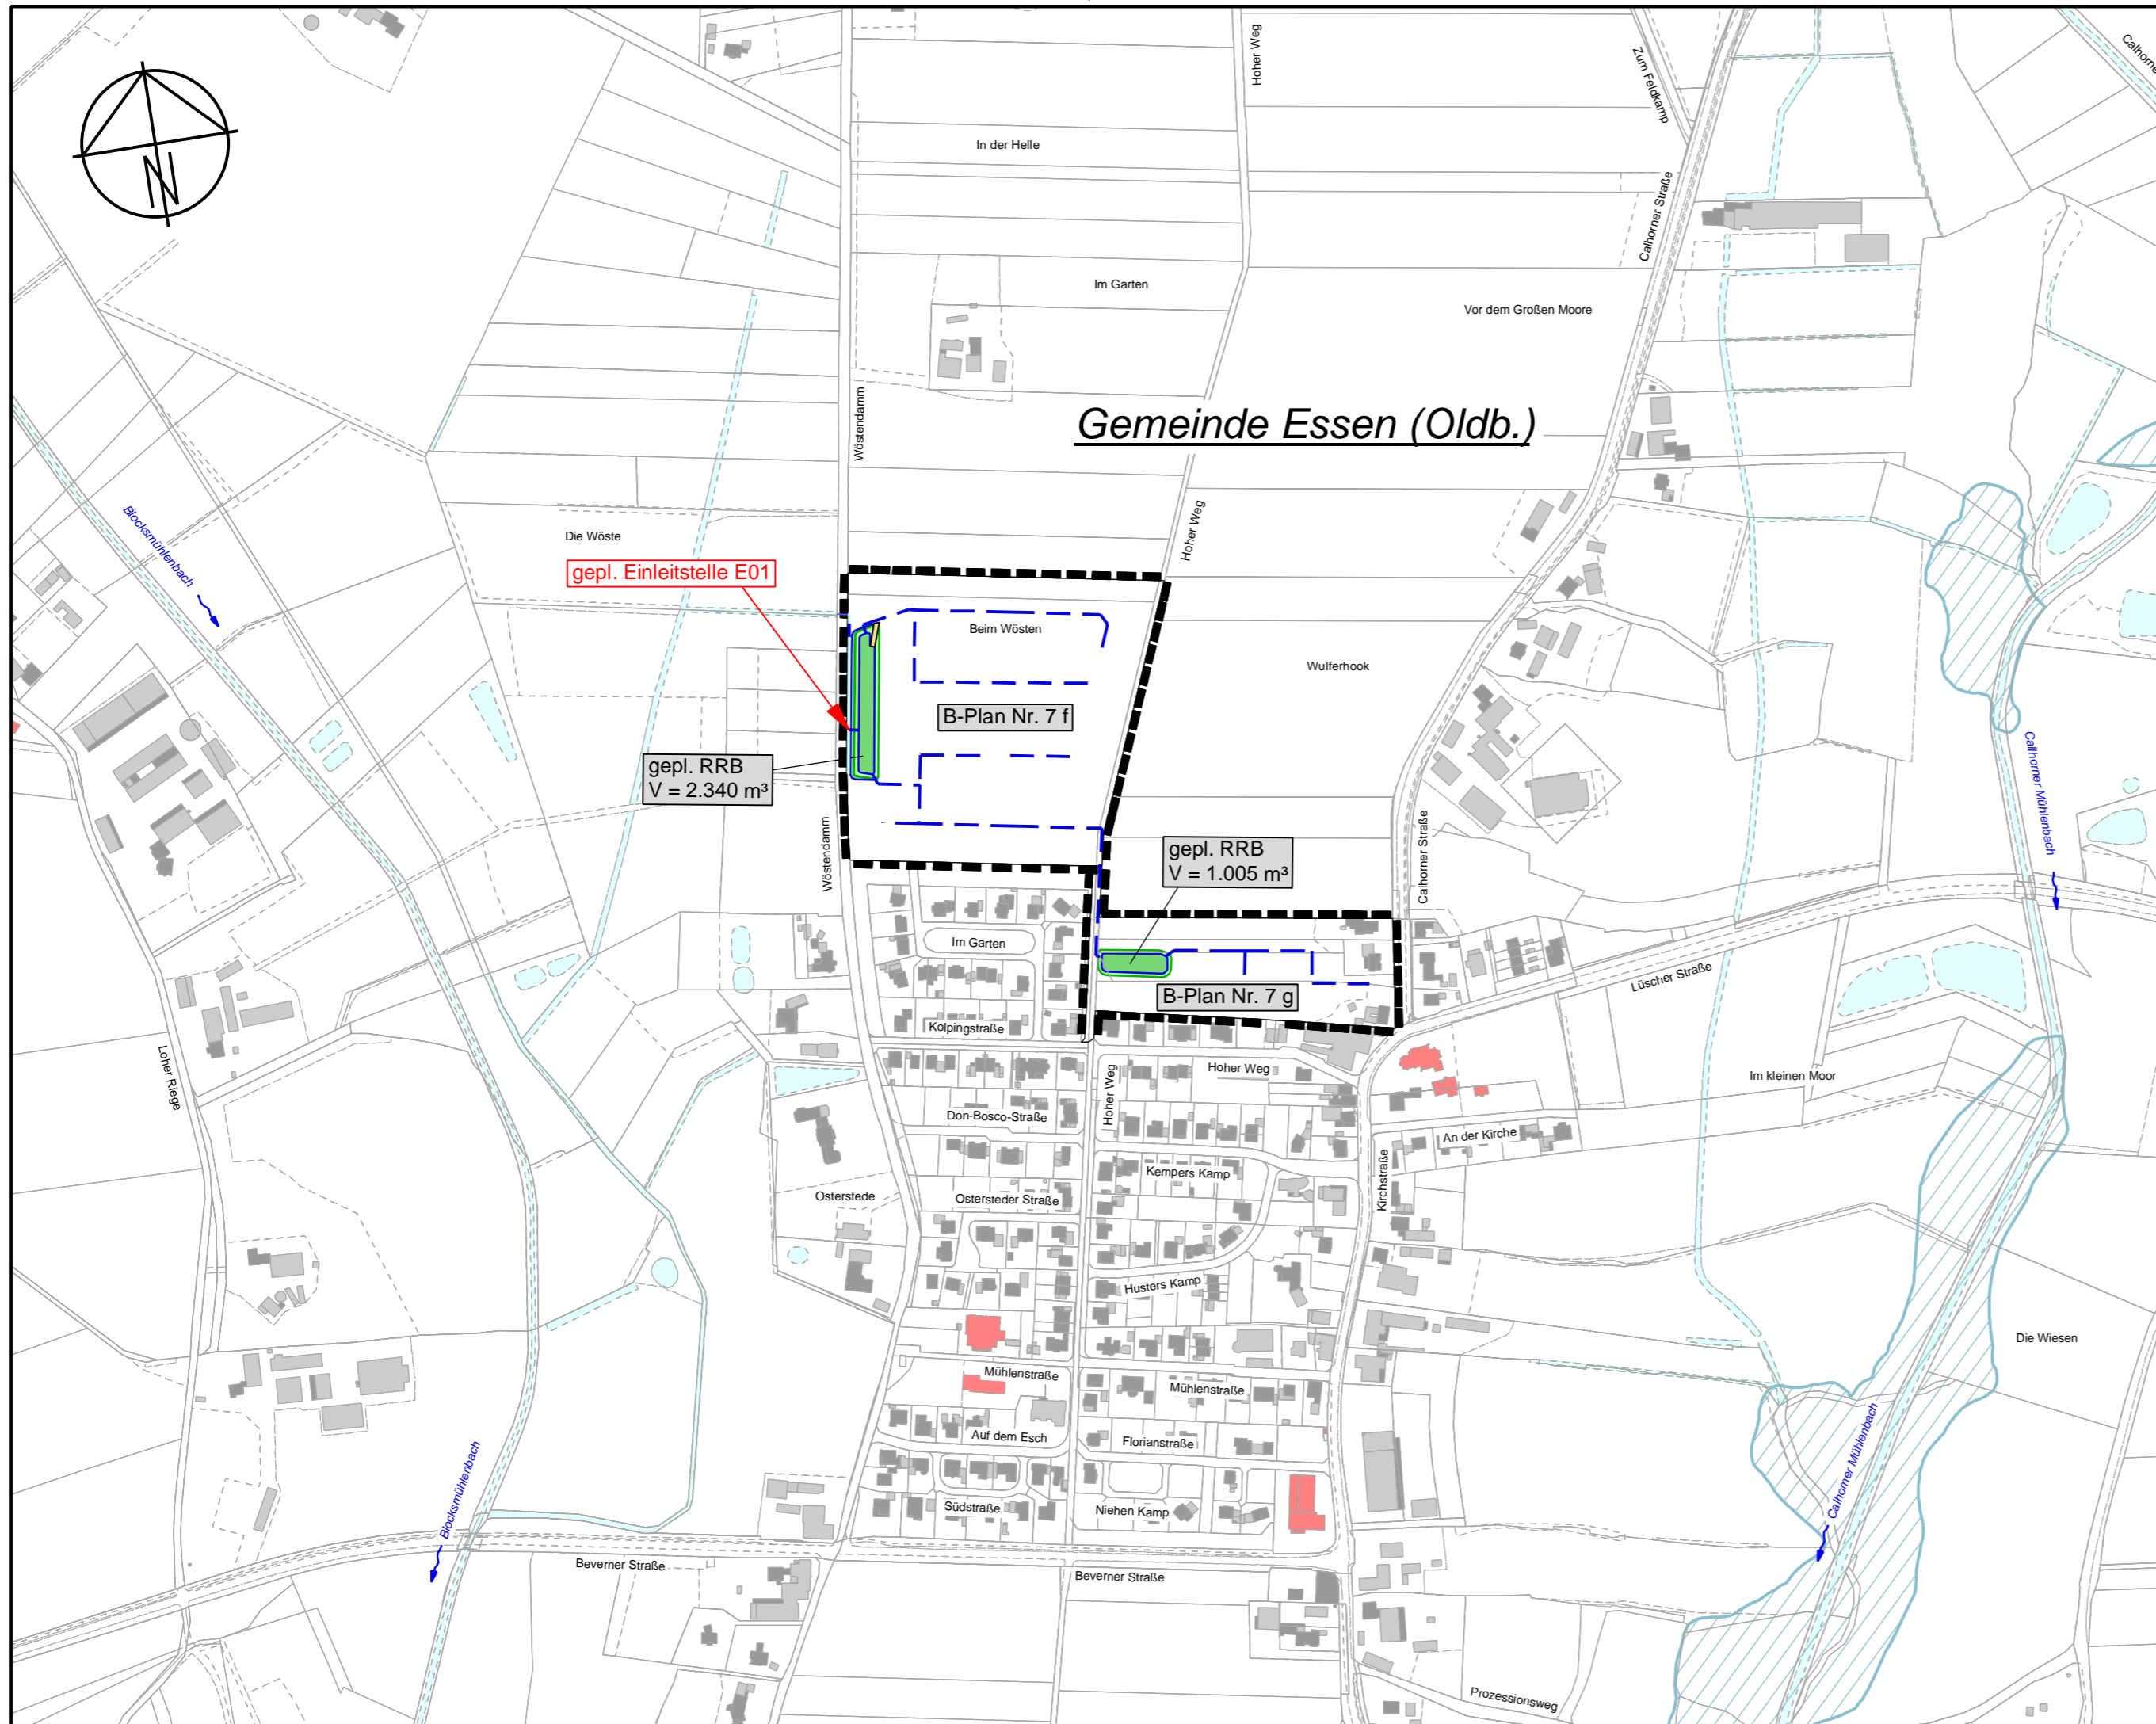 Hoher Weg
Zum Feldkamp
Calhorne
N
In der Helle
Calhorner Straße
Im Garten
Vor dem Großen Moore
Wöstendamm
Gemeinde Essen (Oldb.)
Hoher Weg
Blocksmühlenbach
Die Wöste
gepl. Einleitstelle E01
Beim Wösten
Wulferhook
B-Plan Nr. 7 f
gepl. RRB
V = 2.340 m³
Callhorner Mühlenbach
Wöstendamm
Calhorner Straße
gepl. RRB
V = 1.005 m³
Im Garten
Lüscher Straße
B-Plan Nr. 7 g
Kolpingstraße
Loher Riege
Hoher Weg
Hoher Weg
Im kleinen Moor
Don-Bosco-Straße
An der Kirche
Kempers Kamp
Kirchstraße
Osterstede
Ostersteder Straße
Husters Kamp
Die Wiesen
Mühlenstraße
Mühlenstraße
Auf dem Esch
Florianstraße
Calhorner Mühlenbach
Blocksmühlenbach
Südstraße
Niehen Kamp
Beverner Straße
Beverner Straße
Prozessionsweg